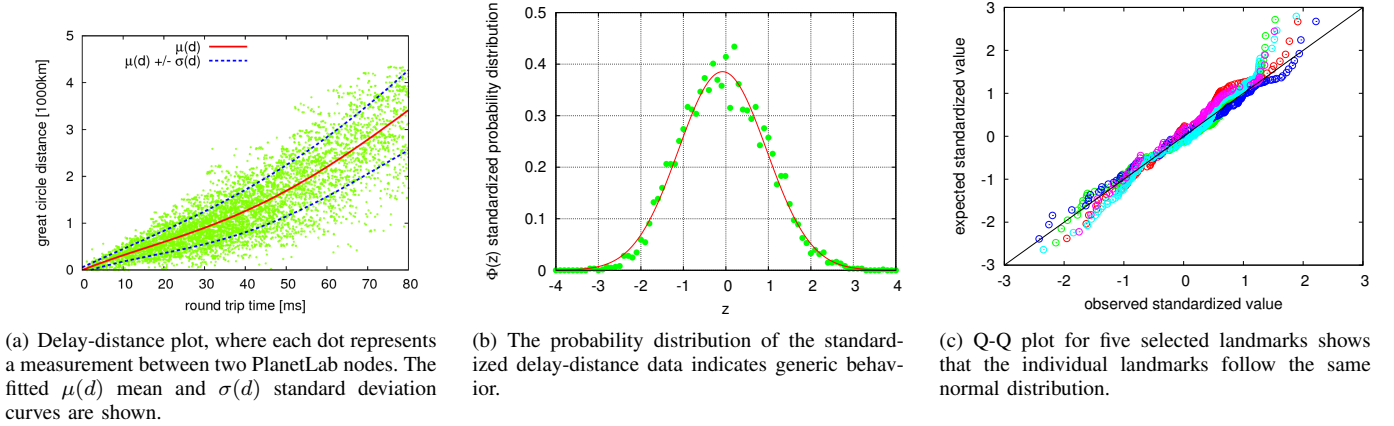 5
4
3
2
1
0
0 10 20 30 40 50 60 70 80
great circle distance [1000km]
round trip time [ms]
μ(d)
μ(d) +/- σ(d)
0.5
0.4
0.3
0.2
0.1
0
-4 -3 -2 -1 0 1 2 3 4
Φ(z) standardized probability distribution
z
3
2
1
0
-1
-2
-3
-3 -2 -1 0 1 2 3
expected standardized value
observed standardized value
(a) Delay-distance plot, where each dot represents
a measurement between two PlanetLab nodes. The
fitted μ(d) mean and σ(d) standard deviation
curves are shown.
(b) The probability distribution of the standard-
ized delay-distance data indicates generic behav-
ior.
(c) Q-Q plot for five selected landmarks shows
that the individual landmarks follow the same
normal distribution.